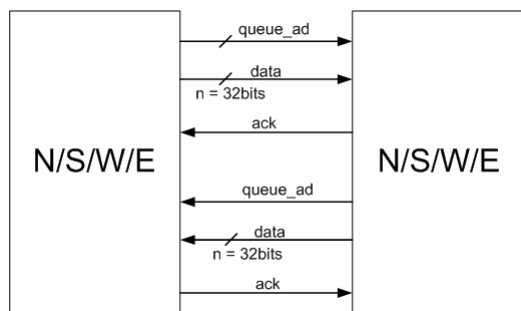 queue_ad
data
n = 32bits
ack
N/S/W/E
N/S/W/E
queue_ad
data
n = 32bits
ack